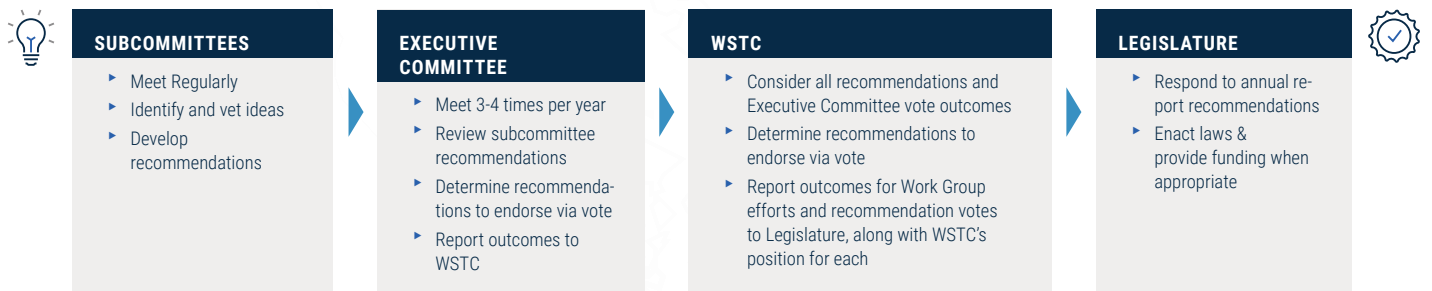 SUBCOMMITTEES
Meet Regularly
Identify and vet ideas
Develop
recommendations
EXECUTIVE
COMMITTEE
Meet 3-4 times per year
Review subcommittee
recommendations
Determine recommenda-
tions to endorse via vote
Report outcomes to
WSTC
WSTC
Consider all recommendations and
Executive Committee vote outcomes
Determine recommendations to
endorse via vote
Report outcomes for Work Group
efforts and recommendation votes
to Legislature, along with WSTC’s
position for each
LEGISLATURE
Respond to annual re-
port recommendations
Enact laws &
provide funding when
appropriate